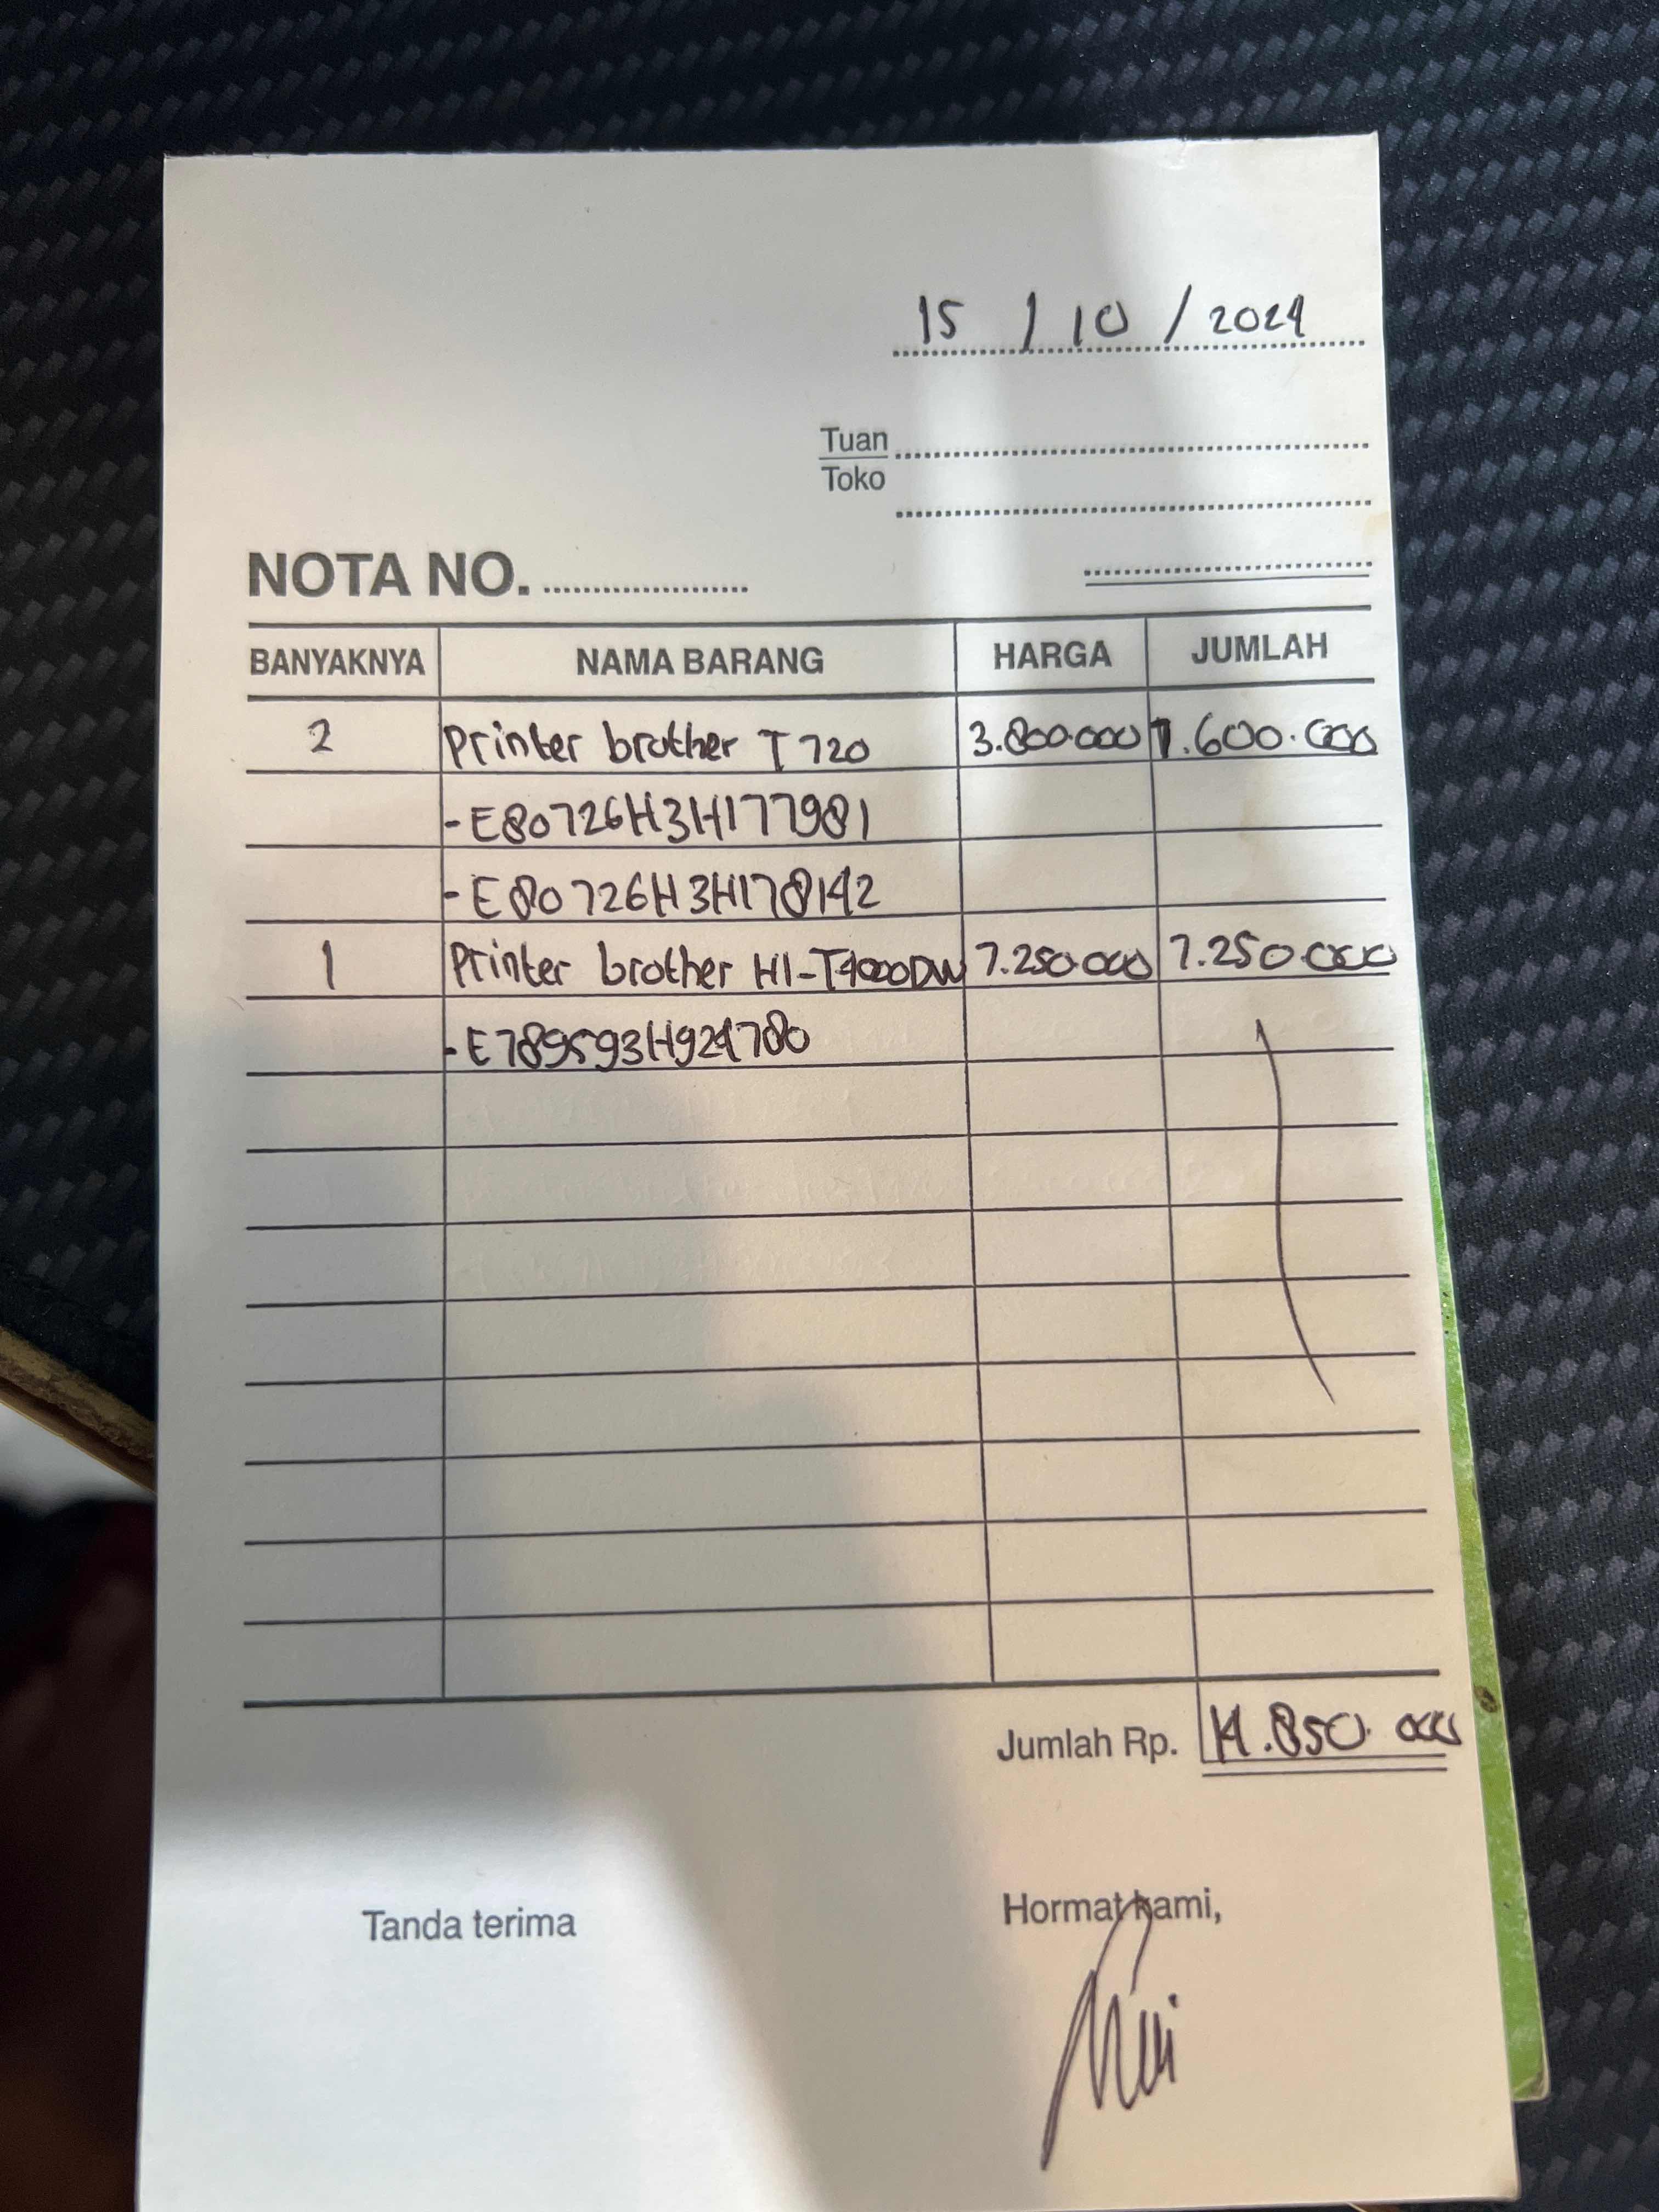 15 / 10 / 2024
Tuan
Toko
NOTA NO.
BANYAKNYA NAMA BARANG HARGA JUMLAH
2 Printer brother T720 3.800.000 7.600.000
- E80726H3H177981
- E80726H3H178142
1 Printer brother Hl-T4000DW 7.250.000 7.250.000
- E789593H924780
Jumlah Rp. 14.850.000
Tanda terima Hormat kami,